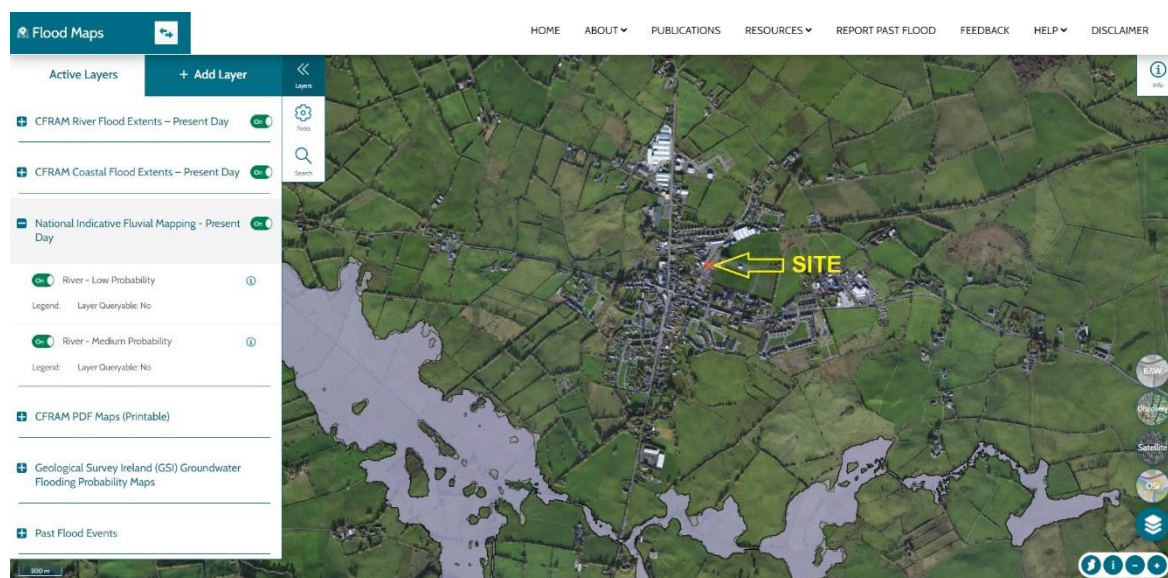 Flood Maps
HOME ABOUT PUBLICATIONS RESOURCES REPORT PAST FLOOD FEEDBACK HELP DISCLAIMER
Active Layers + Add Layer
Layers
Info
CFRAM River Flood Extents – Present Day On
Tools
CFRAM Coastal Flood Extents – Present Day On
Search
National Indicative Fluvial Mapping - Present On
Day
SITE
On River - Low Probability
Legend: Layer Queryable: No
On River - Medium Probability
Legend: Layer Queryable: No
B&W
CFRAM PDF Maps (Printable)
Discovery
Satellite
Geological Survey Ireland (GSI) Groundwater
Flooding Probability Maps
OSi
Past Flood Events
200 m